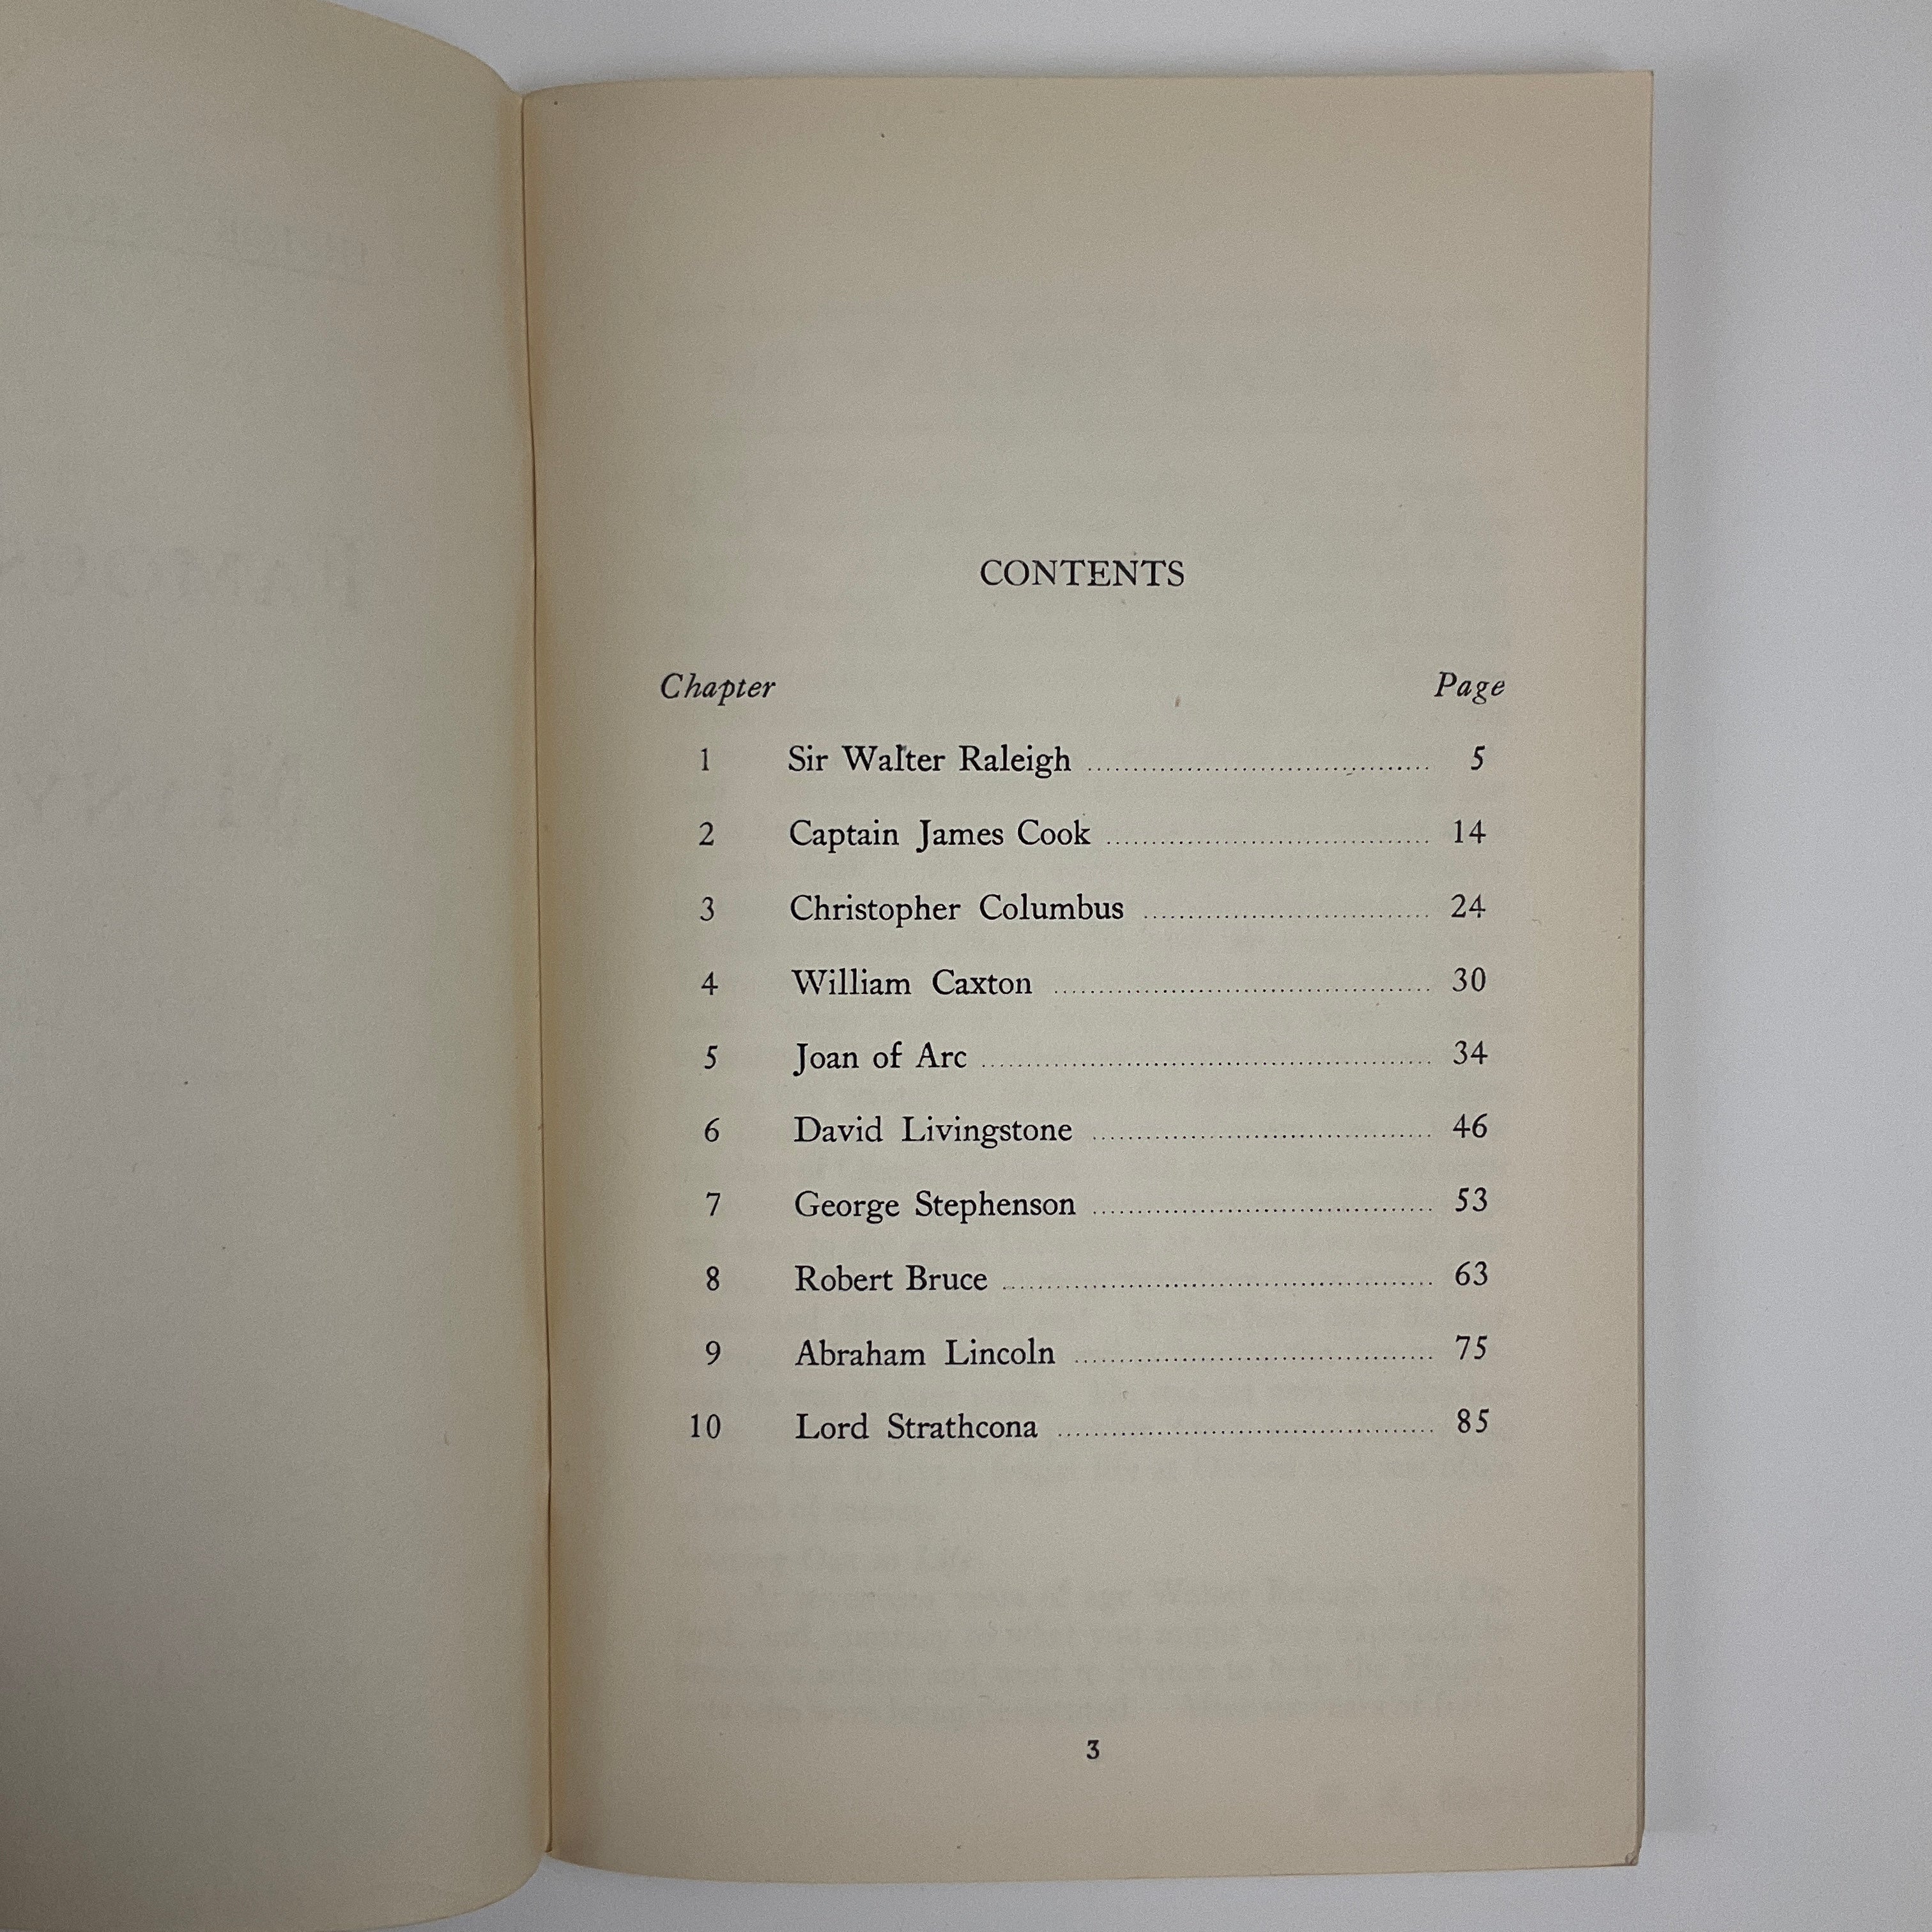 CONTENTS
Chapter Page
1 Sir Walter Raleigh 5
2 Captain James Cook 14
3 Christopher Columbus 24
4 William Caxton 30
5 Joan of Arc 34
6 David Livingstone 46
7 George Stephenson 53
8 Robert Bruce 63
9 Abraham Lincoln 75
10 Lord Strathcona 85
3